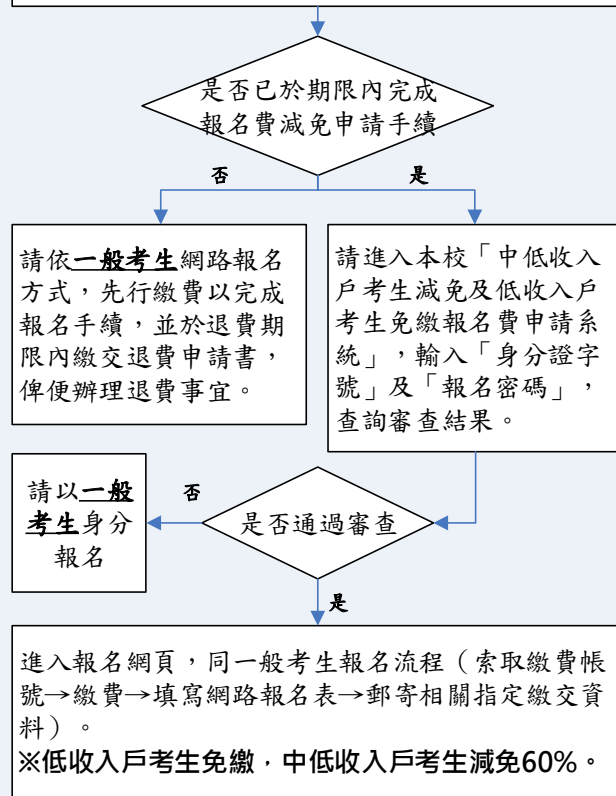 是否已於期限內完成
報名費減免申請手續
否
是
請依一般考生網路報名
方式，先行繳費以完成
報名手續，並於退費期
限內繳交退費申請書，
俾便辦理退費事宜。
請進入本校「中低收入
戶考生減免及低收入戶
考生免繳報名費申請系
統」，輸入「身分證字
號」及「報名密碼」，
查詢審查結果。
是否通過審查
否
請以一般
考生身分
報名
是
進入報名網頁，同一般考生報名流程（索取繳費帳
號→繳費→填寫網路報名表→郵寄相關指定繳交資
料）。
※低收入戶考生免繳，中低收入戶考生減免60%。